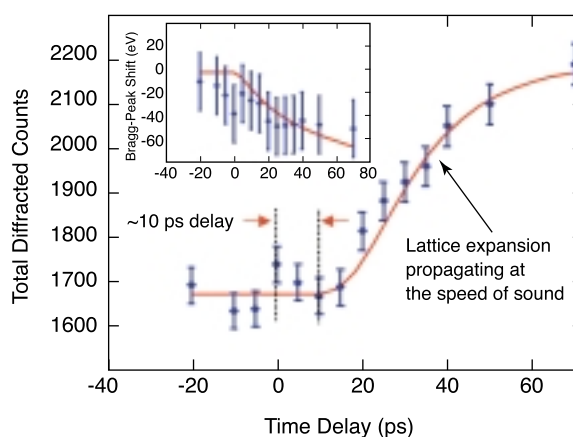 2200
2100
2000
1900
1800
1700
1600
Total Diffracted Counts
20
0
-20
-40
-60
Bragg-Peak Shift (eV)
-40 -20 0 20 40 60 80
~10 ps delay
Lattice expansion
propagating at
the speed of sound
-40 -20 0 20 40 60
Time Delay (ps)